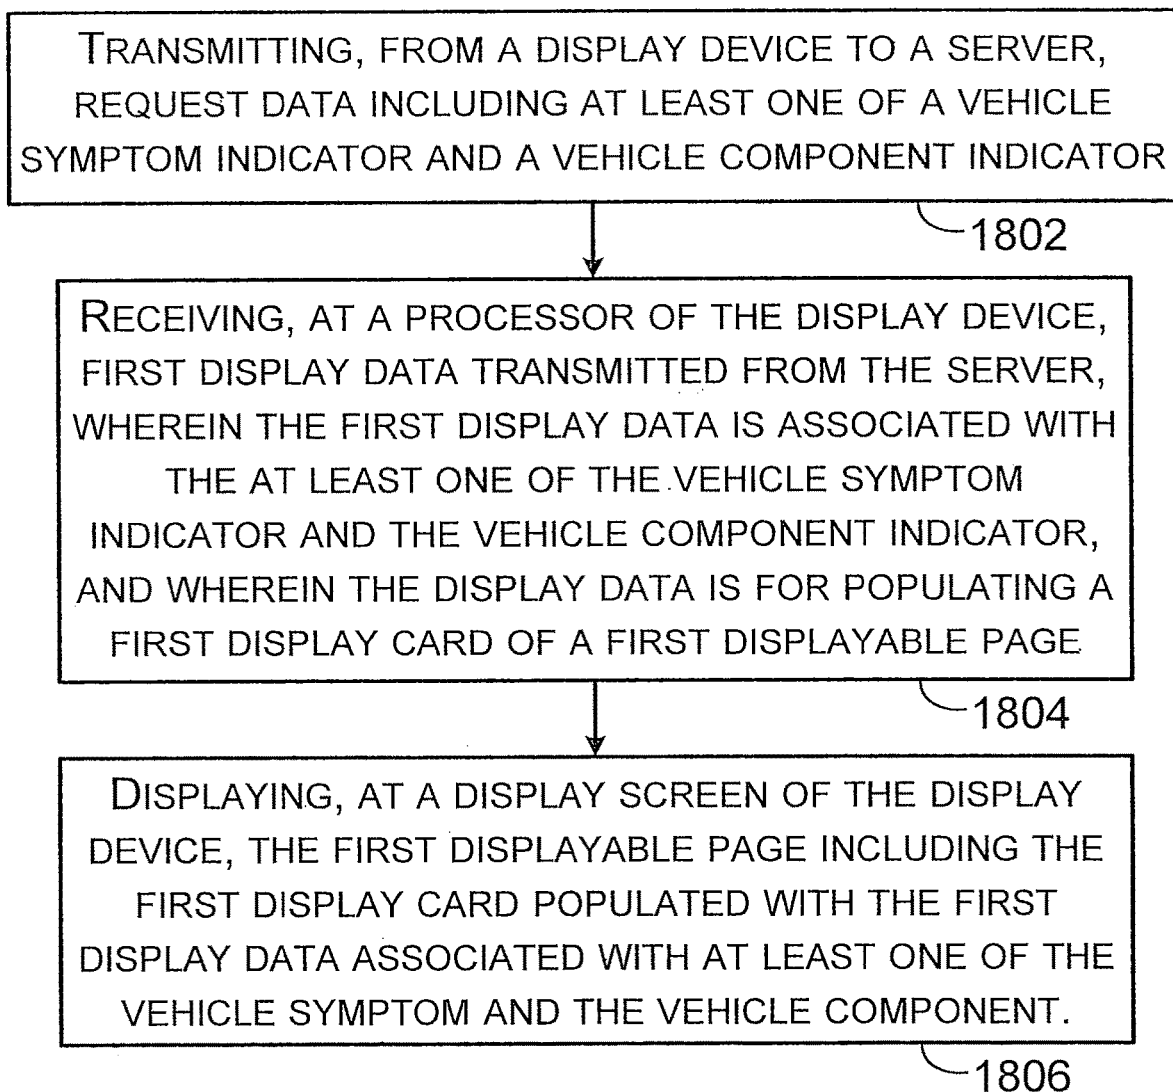 TRANSMITTING, FROM A DISPLAY DEVICE TO A SERVER,
REQUEST DATA INCLUDING AT LEAST ONE OF A VEHICLE
SYMPTOM INDICATOR AND A VEHICLE COMPONENT INDICATOR
1802
RECEIVING, AT A PROCESSOR OF THE DISPLAY DEVICE,
FIRST DISPLAY DATA TRANSMITTED FROM THE SERVER,
WHEREIN THE FIRST DISPLAY DATA IS ASSOCIATED WITH
THE AT LEAST ONE OF THE VEHICLE SYMPTOM
INDICATOR AND THE VEHICLE COMPONENT INDICATOR,
AND WHEREIN THE DISPLAY DATA IS FOR POPULATING A
FIRST DISPLAY CARD OF A FIRST DISPLAYABLE PAGE
1804
DISPLAYING, AT A DISPLAY SCREEN OF THE DISPLAY
DEVICE, THE FIRST DISPLAYABLE PAGE INCLUDING THE
FIRST DISPLAY CARD POPULATED WITH THE FIRST
DISPLAY DATA ASSOCIATED WITH AT LEAST ONE OF THE
VEHICLE SYMPTOM AND THE VEHICLE COMPONENT.
1806